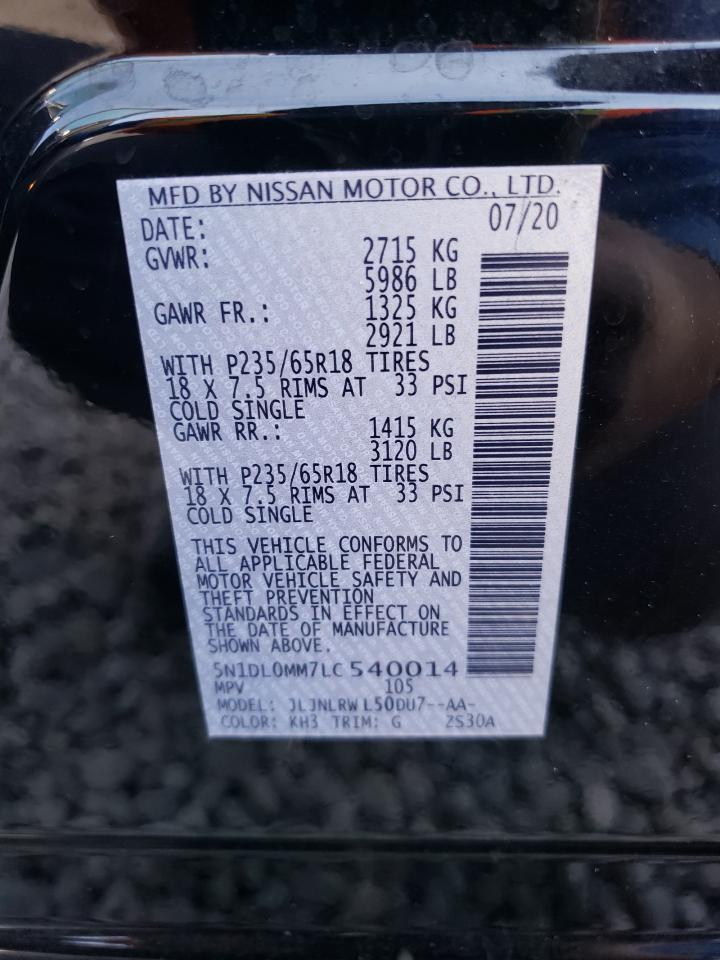 MFD BY NISSAN MOTOR CO., LTD.
DATE: 07/20
GVWR: 2715 KG
5986 LB
GAWR FR.: 1325 KG
2921 LB
WITH P235/65R18 TIRES
18 X 7.5 RIMS AT 33 PSI
COLD SINGLE
GAWR RR.: 1415 KG
3120 LB
WITH P235/65R18 TIRES
18 X 7.5 RIMS AT 33 PSI
COLD SINGLE
THIS VEHICLE CONFORMS TO
ALL APPLICABLE FEDERAL
MOTOR VEHICLE SAFETY AND
THEFT PREVENTION
STANDARDS IN EFFECT ON
THE DATE OF MANUFACTURE
SHOWN ABOVE.
5N1DL0MM7LC 540014
MPV 105
MODEL: JLJNLRW L50DU7--AA-
COLOR: KH3 TRIM: G 2S30A